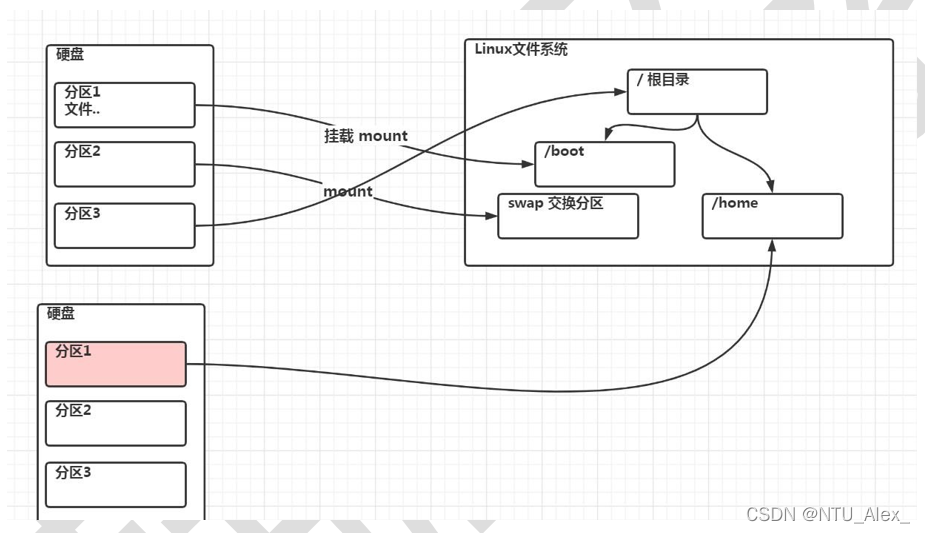 硬盘
分区1
文件..
分区2
分区3
挂载 mount
mount
Linux文件系统
/ 根目录
/boot
swap 交换分区
/home
硬盘
分区1
分区2
分区3
CSDN @NTU_Alex_